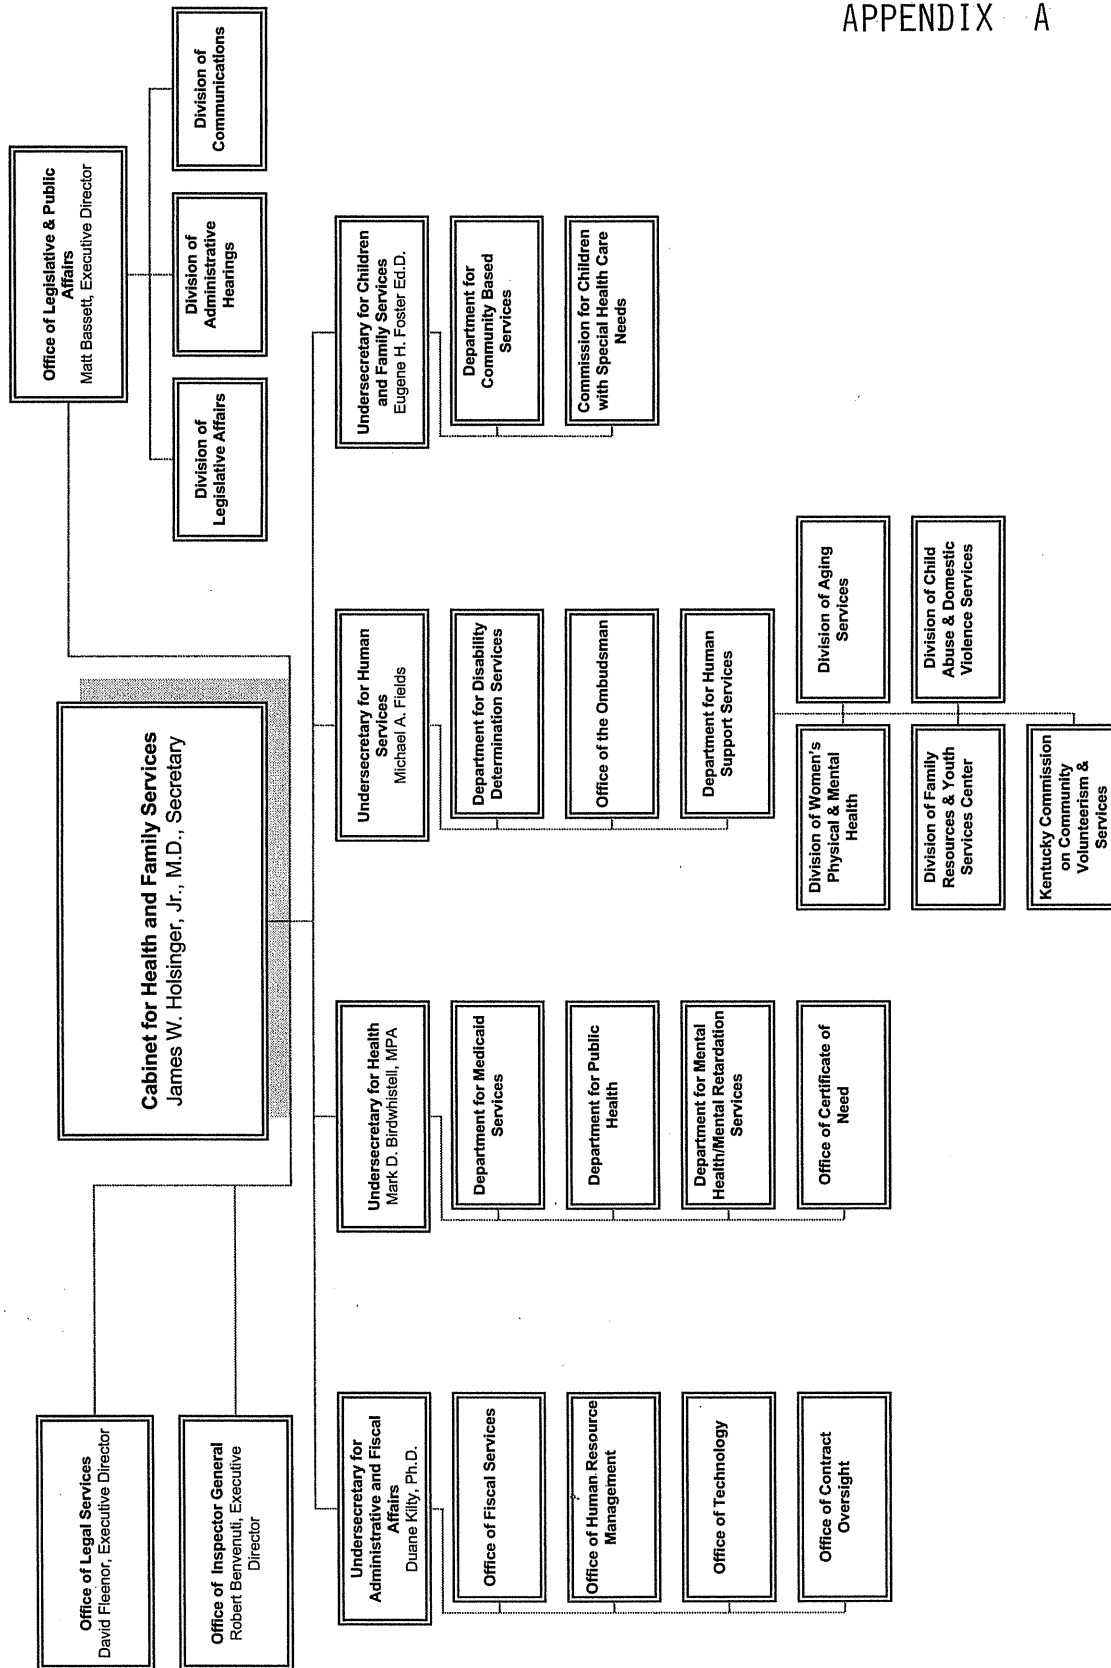 APPENDIX A
Cabinet for Health and Family Services
James W. Holsinger, Jr., M.D., Secretary
Office of Legal Services
David Fleenor, Executive Director
Office of Inspector General
Robert Benvenuti, Executive
Director
Office of Legislative & Public
Affairs
Matt Bassett, Executive Director
Division of
Legislative Affairs
Division of
Administrative
Hearings
Division of
Communications
Undersecretary for
Administrative and Fiscal
Affairs
Duane Kilty, Ph.D.
Office of Fiscal Services
Office of Human Resource
Management
Office of Technology
Office of Contract
Oversight
Undersecretary for Health
Mark D. Birdwhistell, MPA
Department for Medicaid
Services
Department for Public
Health
Department for Mental
Health/Mental Retardation
Services
Office of Certificate of
Need
Undersecretary for Human
Services
Michael A. Fields
Department for Disability
Determination Services
Office of the Ombudsman
Department for Human
Support Services
Division of Women's
Physical & Mental
Health
Division of Aging
Services
Division of Family
Resources & Youth
Services Center
Division of Child
Abuse & Domestic
Violence Services
Kentucky Commission
on Community
Volunteerism &
Services
Undersecretary for Children
and Family Services
Eugene H. Foster Ed.D.
Department for
Community Based
Services
Commission for Children
with Special Health Care
Needs